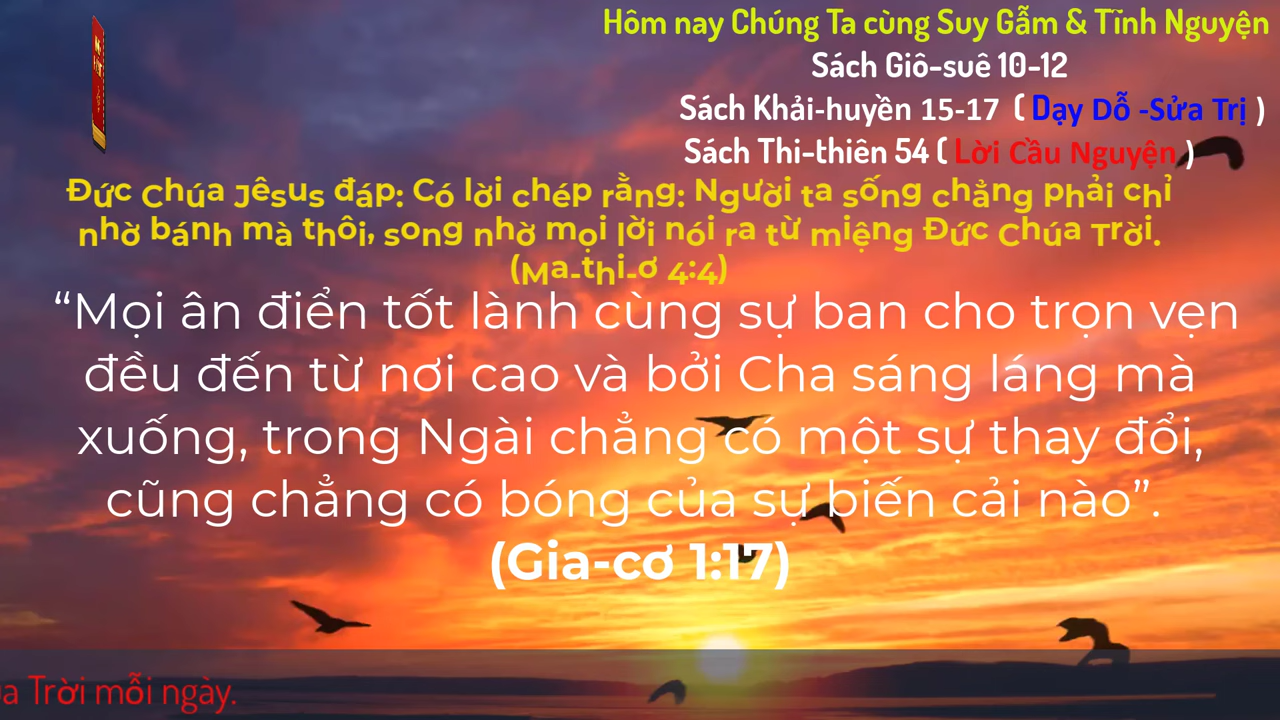 Hôm nay Chúng Ta cùng Suy Gẫm & Tĩnh Nguyện
Sách Giô-suê 10-12
Sách Khải-huyền 15-17 ( Dạy Dỗ -Sửa Trị )
Sách Thi-thiên 54 ( Lời Cầu Nguyện )
Đức Chúa Jêsus đáp: Có lời chép rằng: Người ta sống chẳng phải chỉ
nhờ bánh mà thôi, song nhờ mọi lời nói ra từ miệng Đức Chúa Trời.
(Ma-thi-ơ 4:4)
“Mọi ân điển tốt lành cùng sự ban cho trọn vẹn
đều đến từ nơi cao và bởi Cha sáng láng mà
xuống, trong Ngài chẳng có một sự thay đổi,
cũng chẳng có bóng của sự biến cải nào”.
(Gia-cơ 1:17)
Trời mỗi ngày.